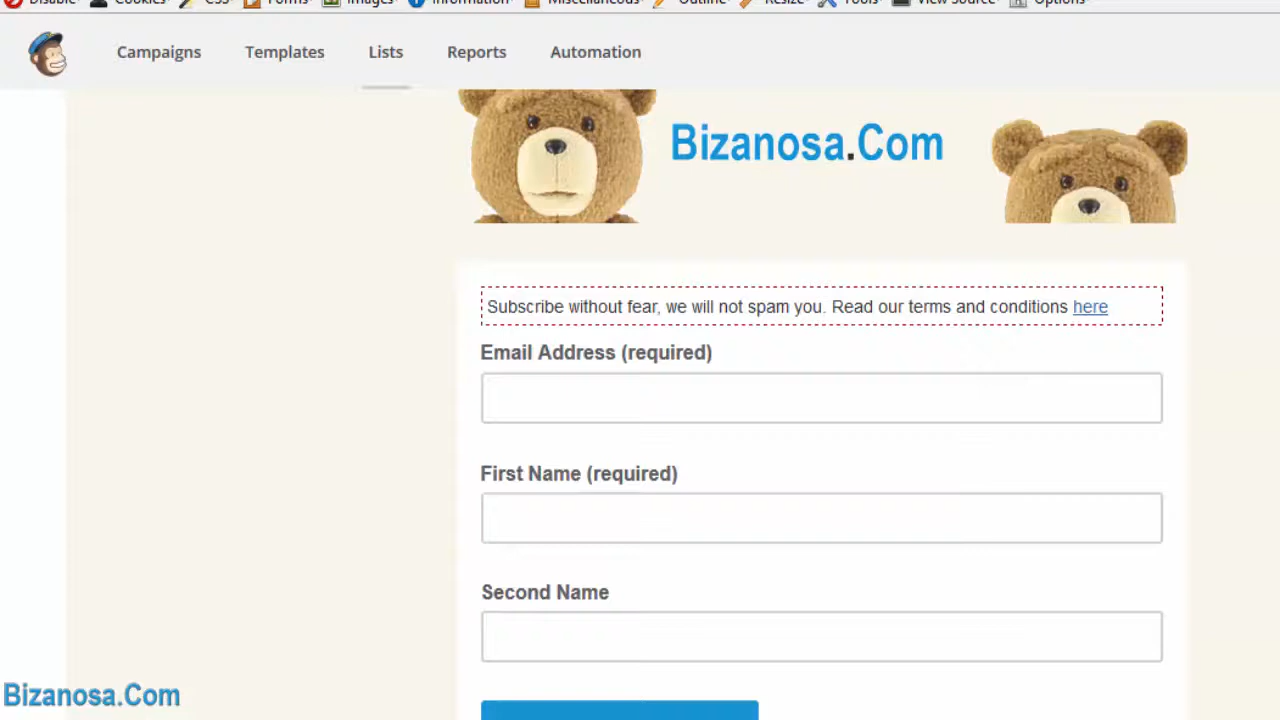 Disable Cookies CSS Forms Images Information Miscellaneous Outline Resize Tools View Source Options
Campaigns Templates Lists Reports Automation
Bizanosa.Com
Subscribe without fear, we will not spam you. Read our terms and conditions here
Email Address (required)
First Name (required)
Second Name
Bizanosa.Com